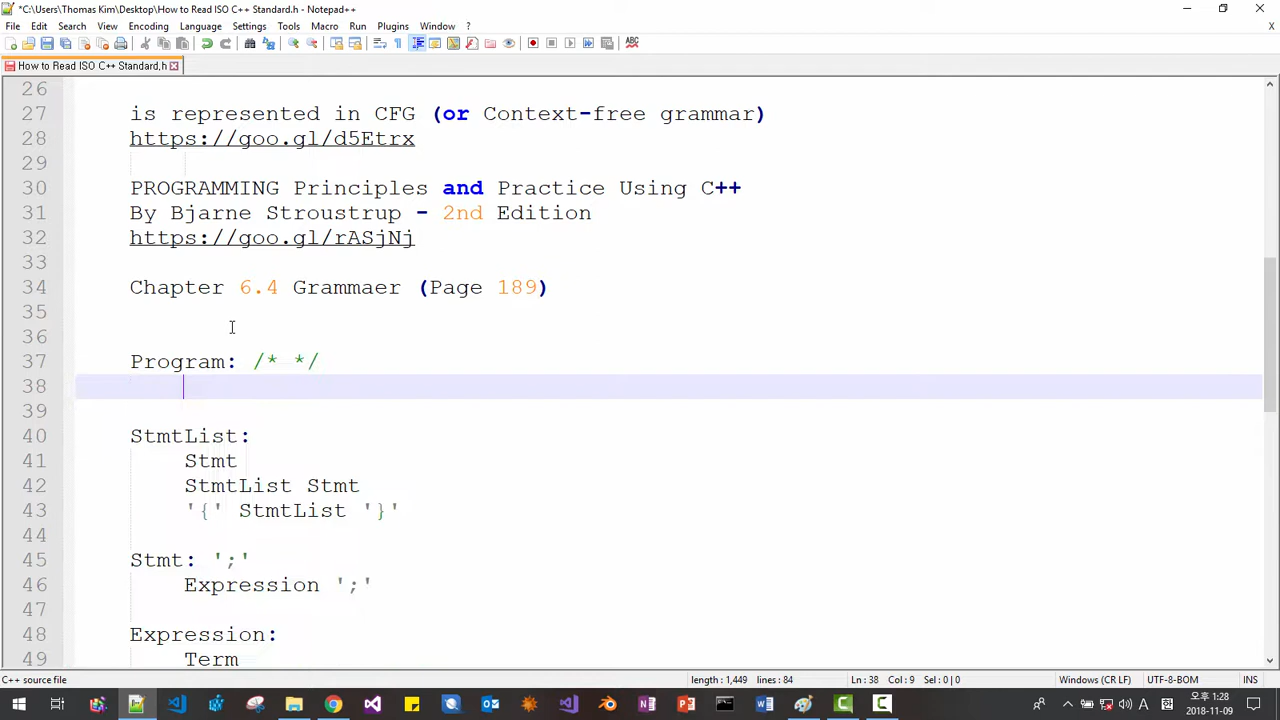 *C:\Users\Thomas Kim\Desktop\How to Read ISO C++ Standard.h - Notepad++
File Edit Search View Encoding Language Settings Tools Macro Run Plugins Window ?
How to Read ISO C++ Standard.h
26
27 is represented in CFG (or Context-free grammar)
28 https://goo.gl/d5Etrx
29
30 PROGRAMMING Principles and Practice Using C++
31 By Bjarne Stroustrup - 2nd Edition
32 https://goo.gl/rASjNj
33
34 Chapter 6.4 Grammaer (Page 189)
35
36
37 Program: /* */
38
39
40 StmtList:
41 Stmt
42 StmtList Stmt
43 '{' StmtList '}'
44
45 Stmt: ';'
46 Expression ';'
47
48 Expression:
49 Term
C++ source file length : 1,449 lines : 84 Ln : 38 Col : 9 Sel : 0 | 0 Windows (CR LF) UTF-8-BOM INS
오후 1:28
2018-11-09